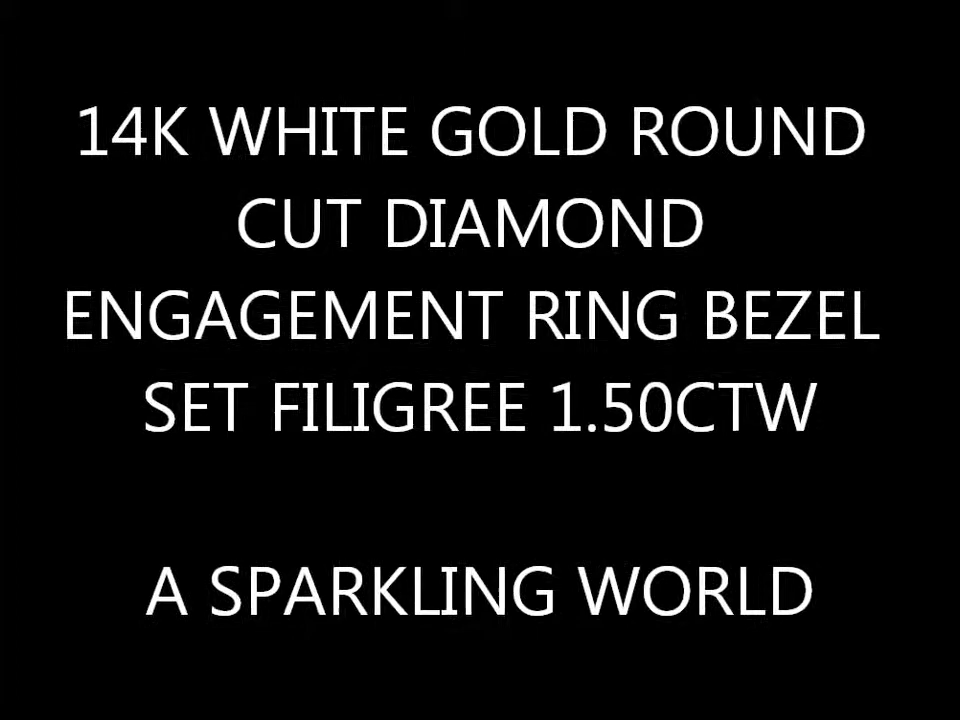 14K WHITE GOLD ROUND
CUT DIAMOND
ENGAGEMENT RING BEZEL
SET FILIGREE 1.50CTW
A SPARKLING WORLD